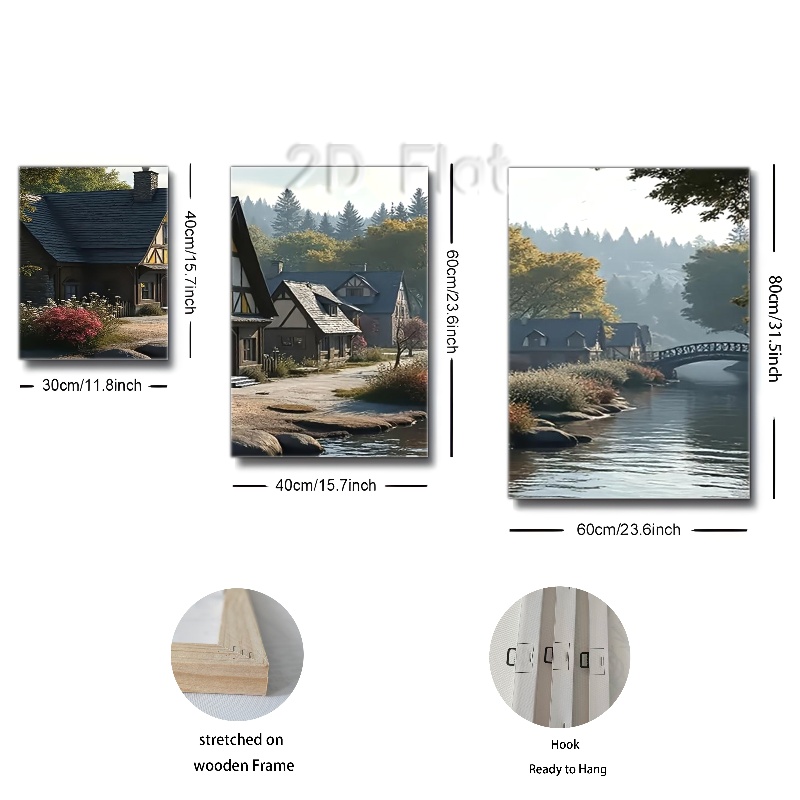 2D Flat
40cm/15.7inch
30cm/11.8inch
60cm/23.6inch
40cm/15.7inch
80cm/31.5inch
60cm/23.6inch
stretched on
wooden Frame
Hook
Ready to Hang